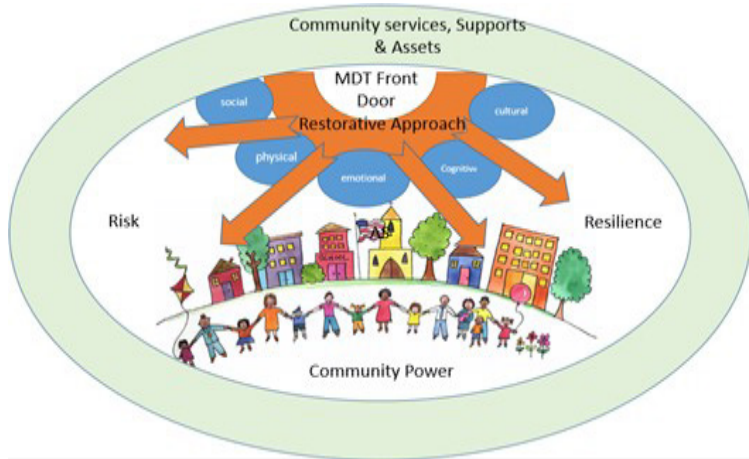 Community services, Supports
& Assets
MDT Front
Door
Restorative Approach
social
cultural
physical
Cognitive
emotional
Risk
Resilience
Community Power